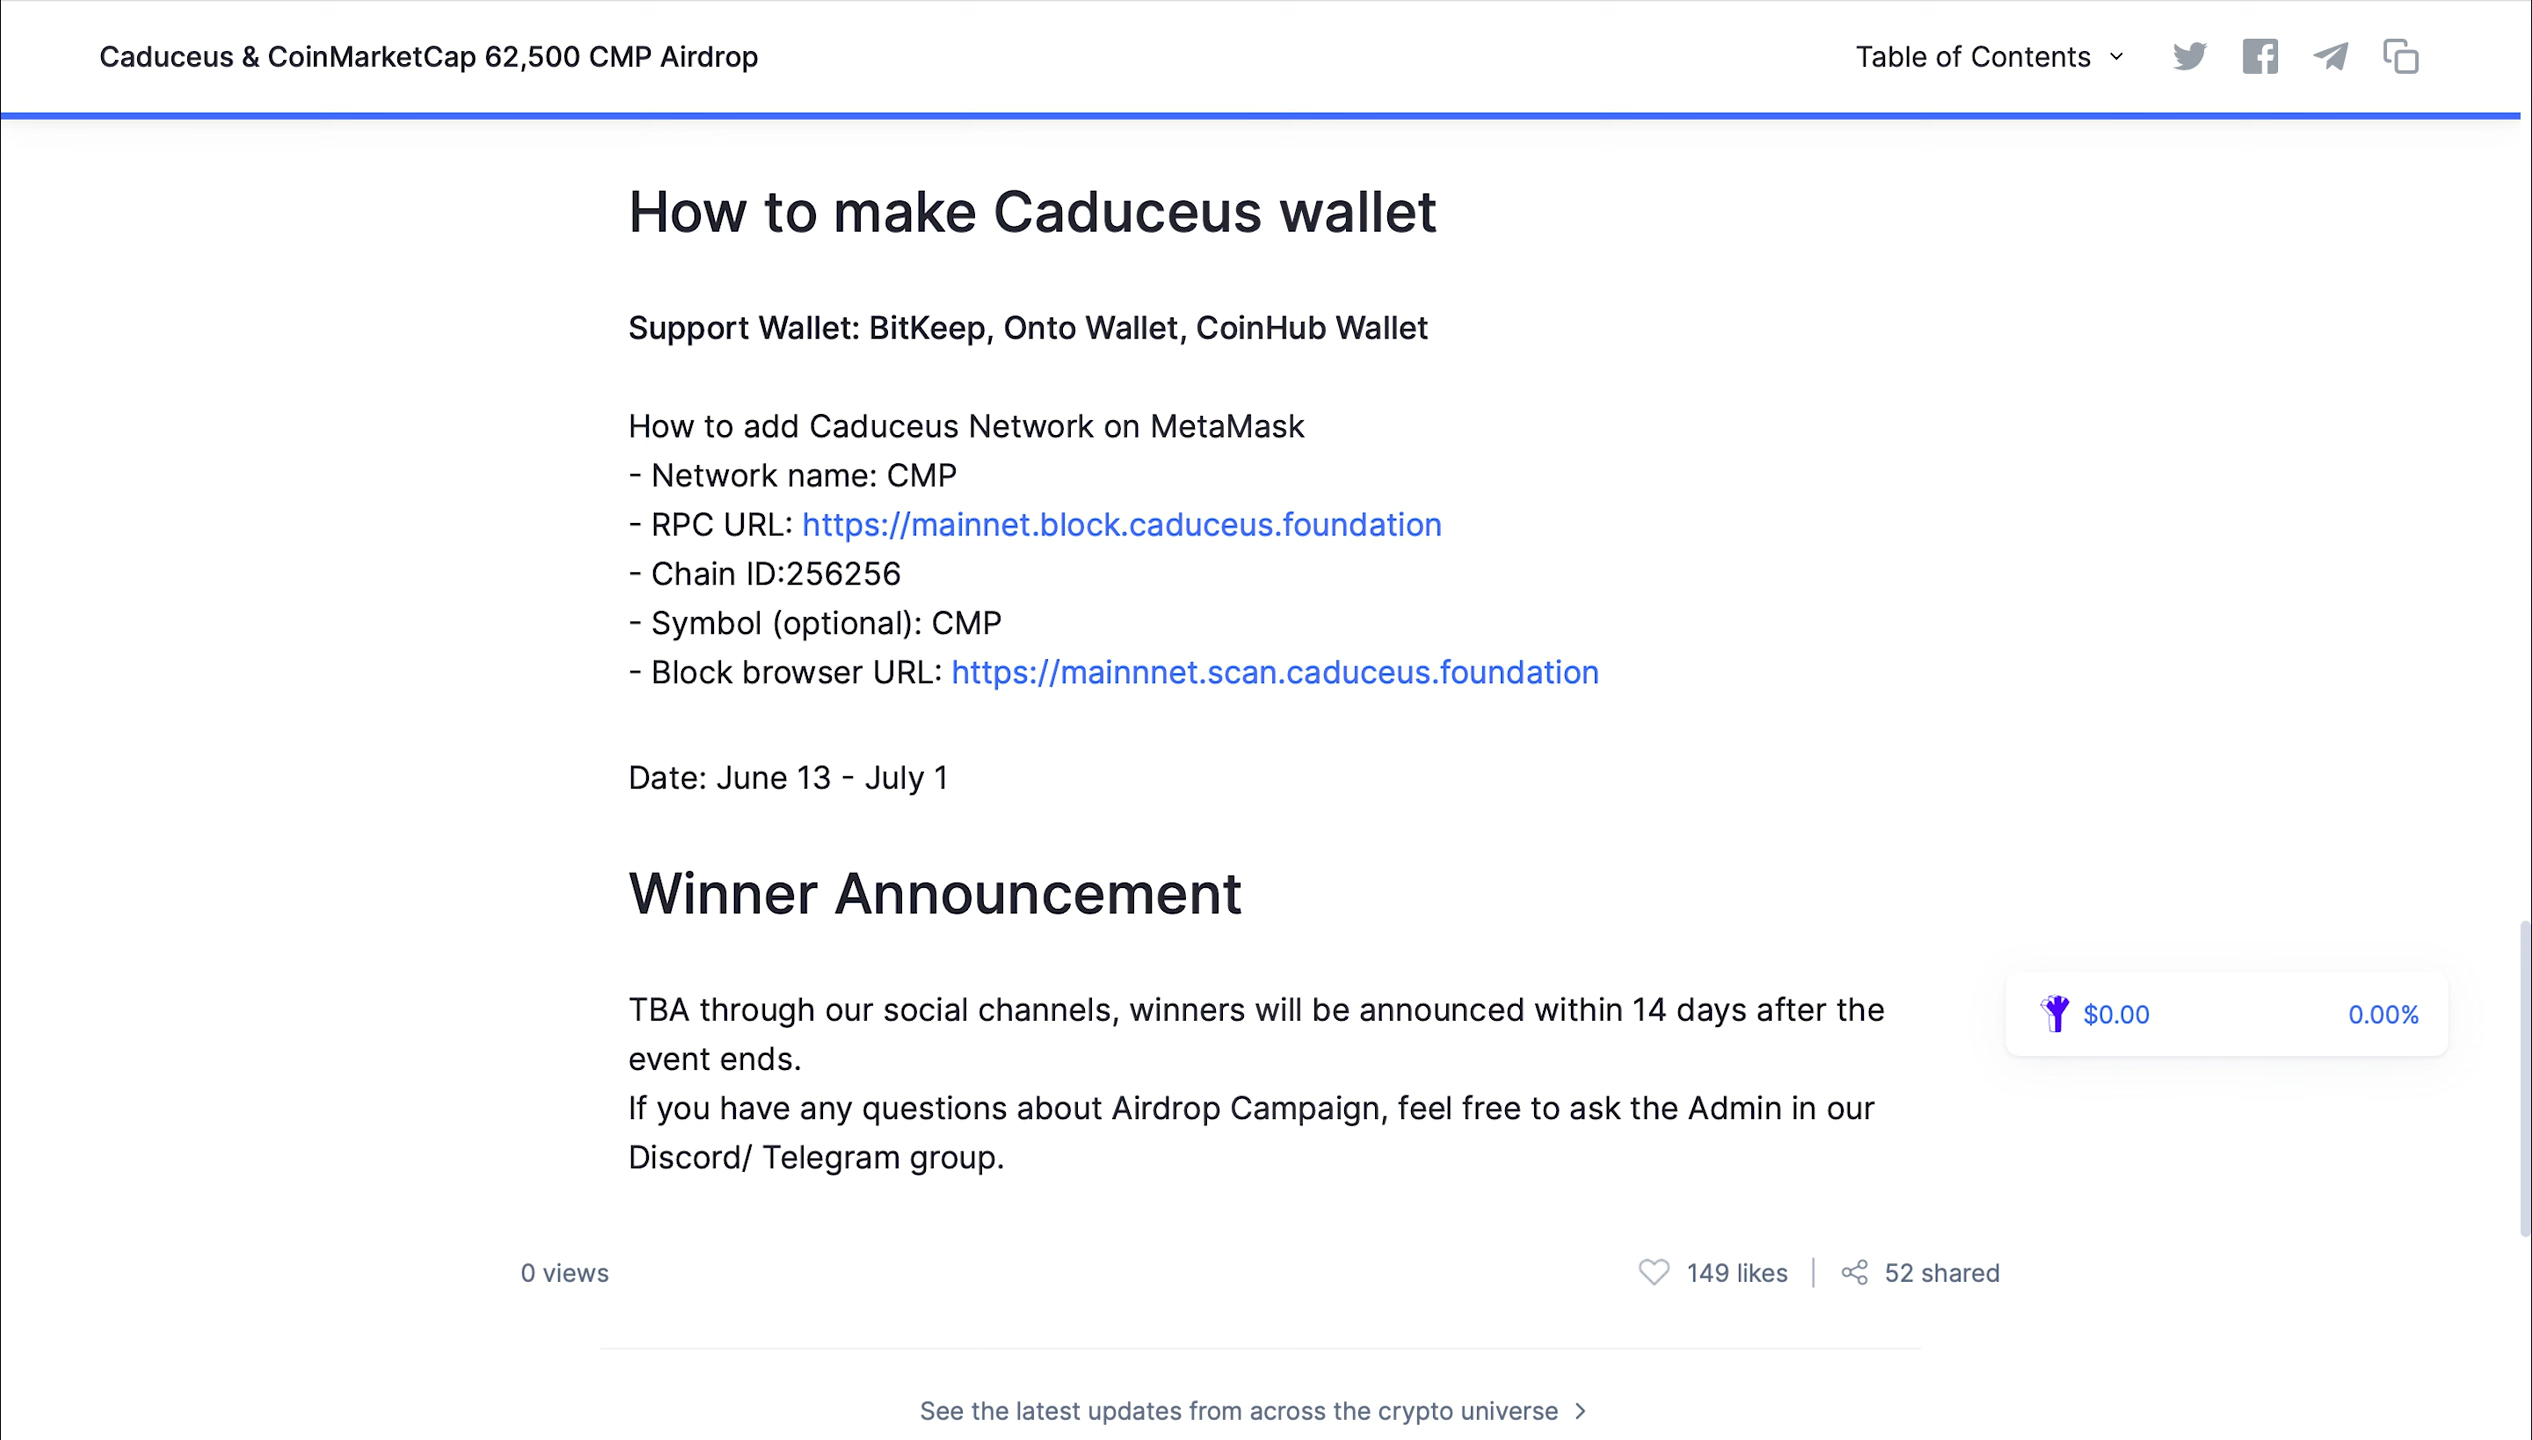 Caduceus & CoinMarketCap 62,500 CMP Airdrop
Table of Contents
How to make Caduceus wallet
Support Wallet: BitKeep, Onto Wallet, CoinHub Wallet
How to add Caduceus Network on MetaMask
- Network name: CMP
- RPC URL: https://mainnet.block.caduceus.foundation
- Chain ID:256256
- Symbol (optional): CMP
- Block browser URL: https://mainnnet.scan.caduceus.foundation
Date: June 13 - July 1
Winner Announcement
TBA through our social channels, winners will be announced within 14 days after the
event ends.
If you have any questions about Airdrop Campaign, feel free to ask the Admin in our
Discord/ Telegram group.
$0.00 0.00%
0 views
149 likes | 52 shared
See the latest updates from across the crypto universe